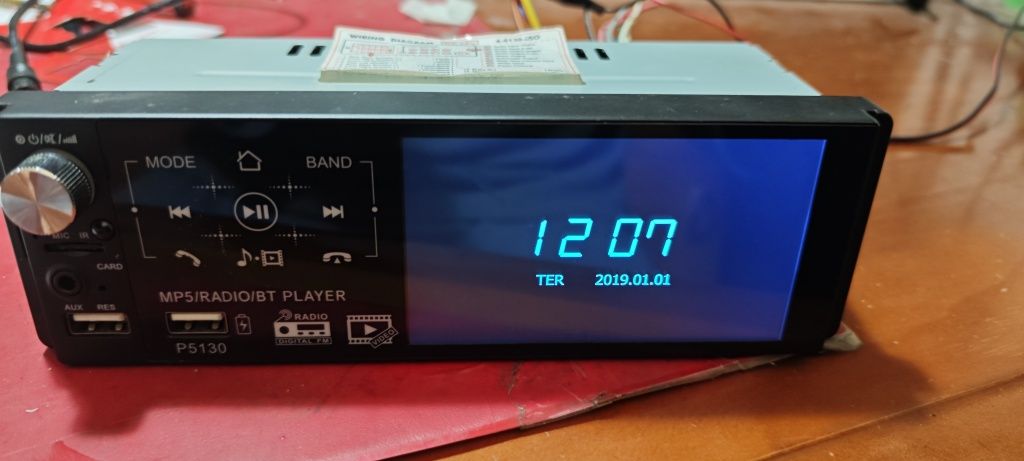 WIRING DIAGRAM
MODE
BAND
MIC IR
CARD
AUX RES
MP5/RADIO/BT PLAYER
P5130
RADIO
DIGITAL FM
VIDEO
12 07
TER 2019.01.01